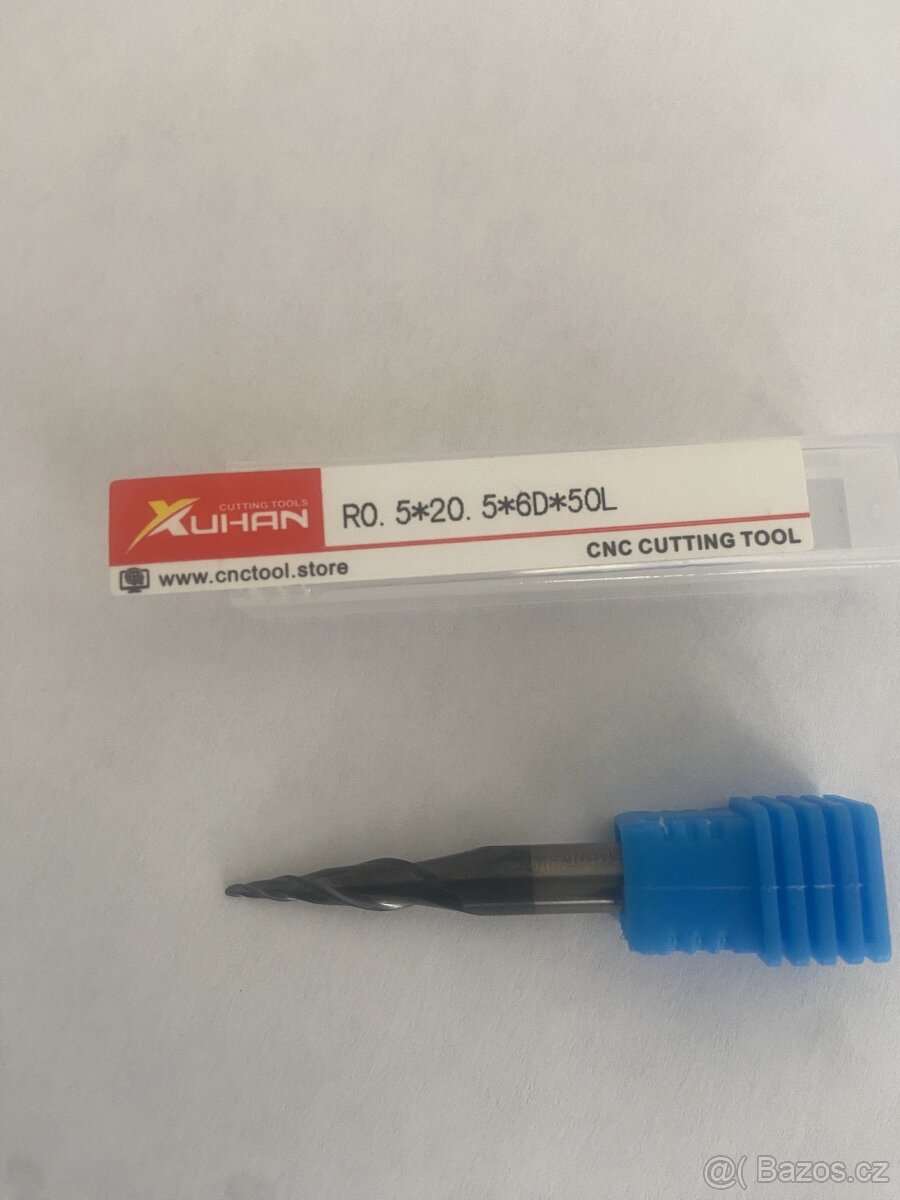 CUTTING TOOLS
XUHAN
R0. 5*20. 5*6D*50L
CNC CUTTING TOOL
www.cnctool.store
@( Bazos.cz